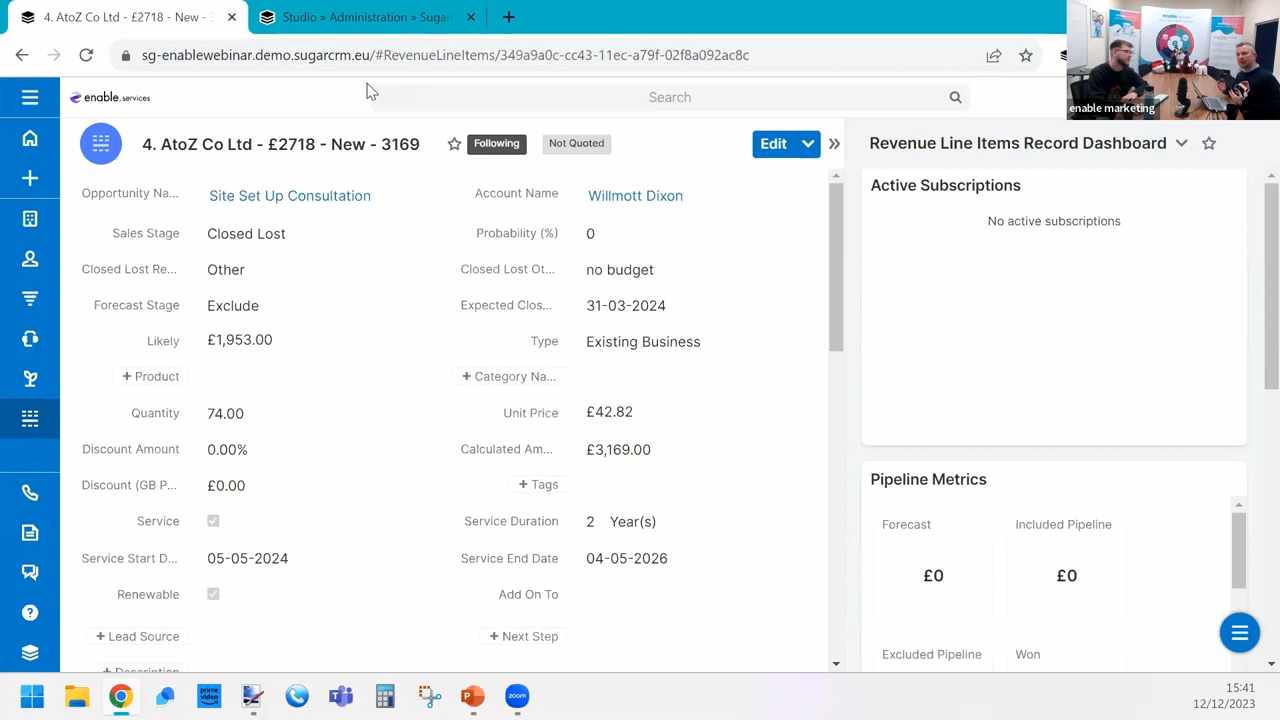 4. AtoZ Co Ltd - £2718 - New -
Studio » Administration » Sugar
sg-enablewebinar.demo.sugarcrm.eu/#RevenueLineItems/
enable.services
Search
enable marketing
4. AtoZ Co Ltd - £2718 - New - 3169
Following
Not Quoted
Edit
Revenue Line Items Record Dashboard
Opportunity Na... Site Set Up Consultation
Account Name Willmott Dixon
Sales Stage Closed Lost
Probability (%) 0
Closed Lost Re... Other
Closed Lost Ot... no budget
Forecast Stage Exclude
Expected Clos... 31-03-2024
Likely £1,953.00
Type Existing Business
+ Product
+ Category Na...
Quantity 74.00
Unit Price £42.82
Discount Amount 0.00%
Calculated Am... £3,169.00
Discount (GB P... £0.00
+ Tags
Service
Service Duration 2 Year(s)
Service Start D... 05-05-2024
Service End Date 04-05-2026
Renewable
Add On To
+ Lead Source
+ Next Step
+ Description
Active Subscriptions
No active subscriptions
Pipeline Metrics
Forecast
Included Pipeline
£0
£0
Excluded Pipeline
Won
prime video
zoom
15:41
12/12/2023